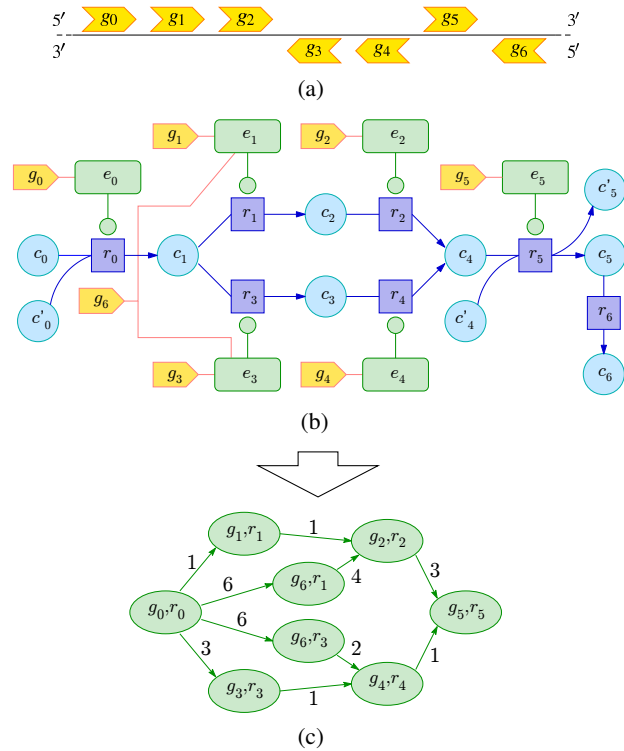 5′ g0 g1 g2 g5 3′
3′ g3 g4 g6 5′
(a)
g1 e1 g2 e2
g0 e0 g5 e5
c'5
r1 c2 r2
c0 r0 c1 c4 r5 c5
g6 r3 c3 r4
c'0 c'4 r6
g3 e3 g4 e4 c6
(b)
g1,r1 1 g2,r2
1 6 g6,r1 4 3
g0,r0 g5,r5
6 g6,r3 2 1
3 g3,r3 1 g4,r4
(c)